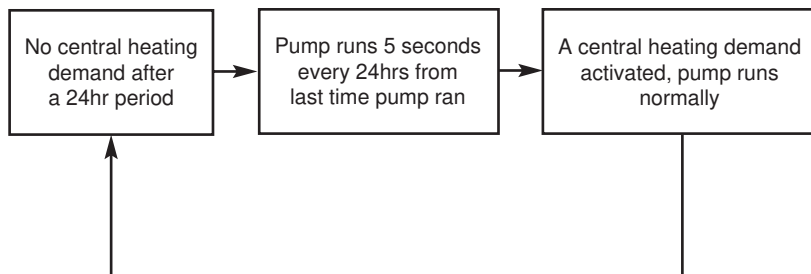 No central heating
demand after
a 24hr period
Pump runs 5 seconds
every 24hrs from
last time pump ran
A central heating demand
activated, pump runs
normally